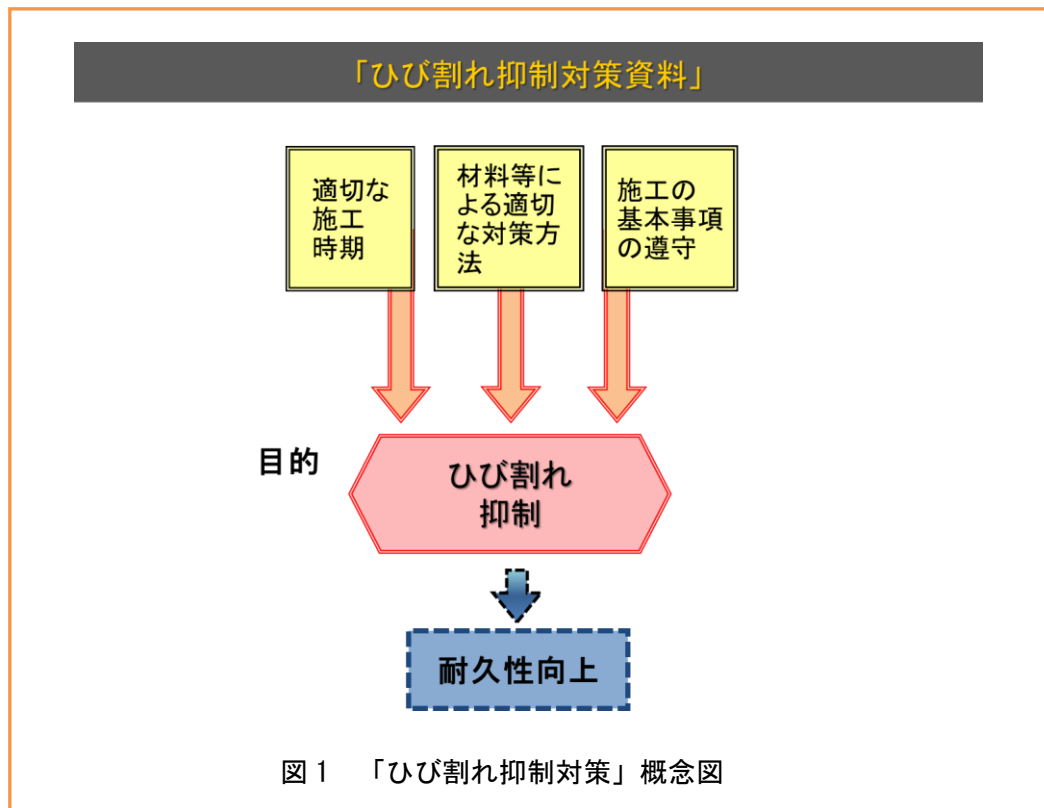 「ひび割れ抑制対策資料」
適切な
施工
時期
材料等に
よる適切
な対策方
法
施工の
基本事項
の遵守
目的
ひび割れ
抑制
耐久性向上
図1 「ひび割れ抑制対策」概念図